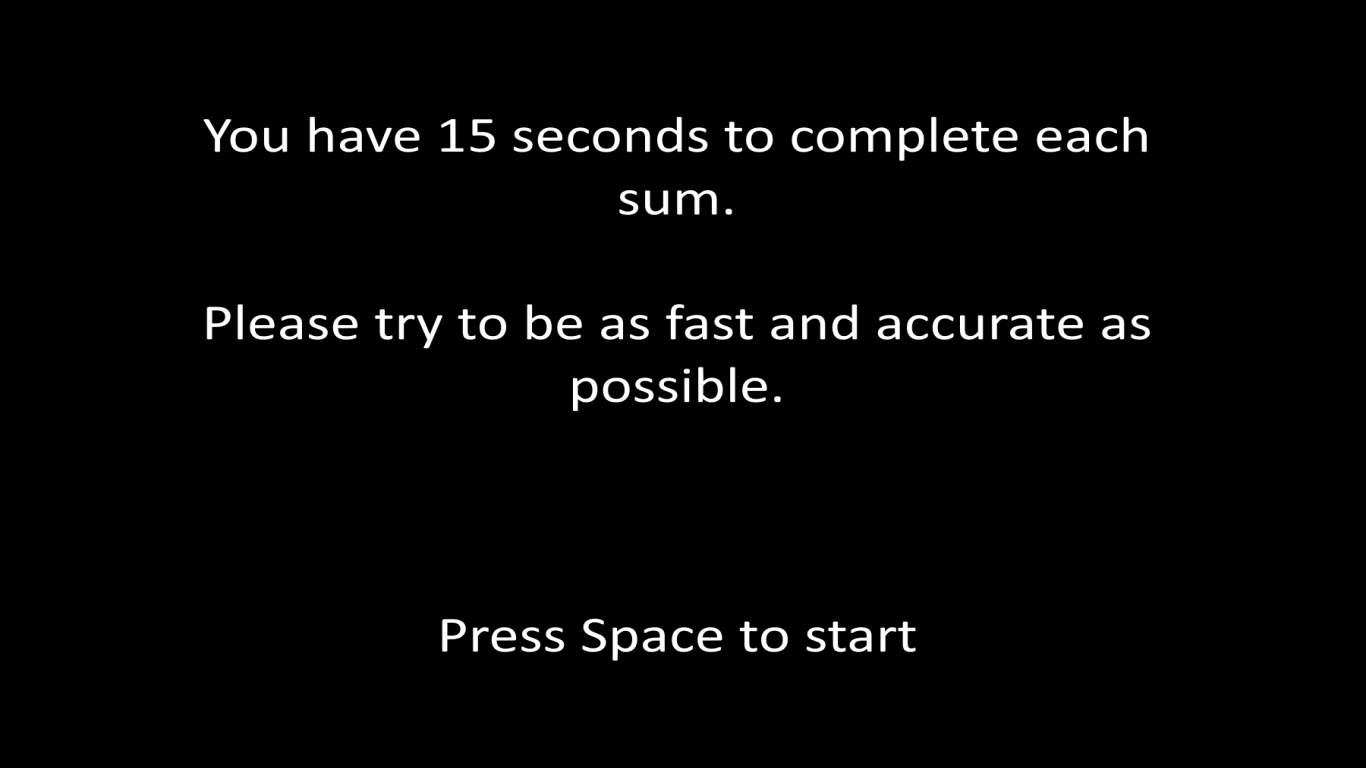 You have 15 seconds to complete each
sum.
Please try to be as fast and accurate as
possible.
Press Space to start